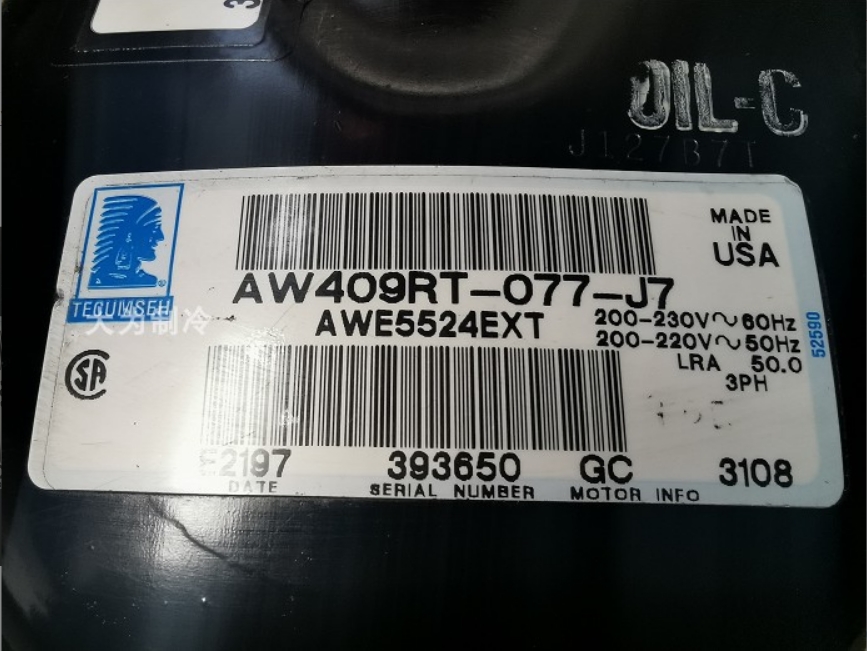 OIL-C
J127B7T
TECUMSEH
大为制冷
MADE
IN
USA
AW409RT-077-J7
AWE5524EXT
200-230V~60Hz
200-220V~50Hz
LRA 50.0
3PH
52590
SA
E2197 393650 GC 3108
DATE SERIAL NUMBER MOTOR INFO